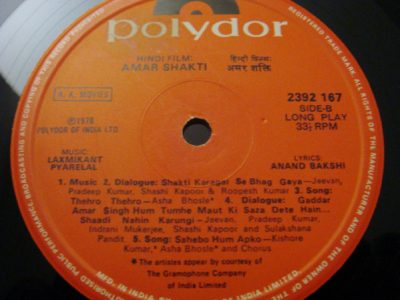 polydor
HINDI FILM: हिन्दी फिल्म:
AMAR SHAKTI अमर शक्ति
A. K. MOVIES
2392 167
SIDE-B
LONG PLAY
33⅓ RPM
℗1978
POLYDOR OF INDIA LTD
MUSIC:
LAXMIKANT
PYARELAL
LYRICS:
ANAND BAKSHI
1. Music 2. Dialogue: Shakti Karagar Se Bhag Gaya—Jeevan,
Pradeep Kumar, Shashi Kapoor & Roopesh Kumar 3. Song:
Thehro Thehro—Asha Bhosle* 4. Dialogue: Gaddar
Amar Singh Hum Tumhe Maut Ki Saza Dete Hain...
Shaadi Nahin Karungi—Jeevan, Pradeep Kumar,
Indrani Mukerjee, Shashi Kapoor and Sulakshana
Pandit 5. Song: Sahebo Hum Apko—Kishore
Kumar,* Asha Bhosle* and Chorus
* The artistes appear by courtesy of
The Gramophone Company
of India Limited
REGISTERED TRADE MARK. ALL RIGHTS OF THE MANUFACTURER AND OF THE OWNER OF THE
PUBLIC PERFORMANCE, BROADCASTING AND COPYING OF THIS
MFD. IN INDIA